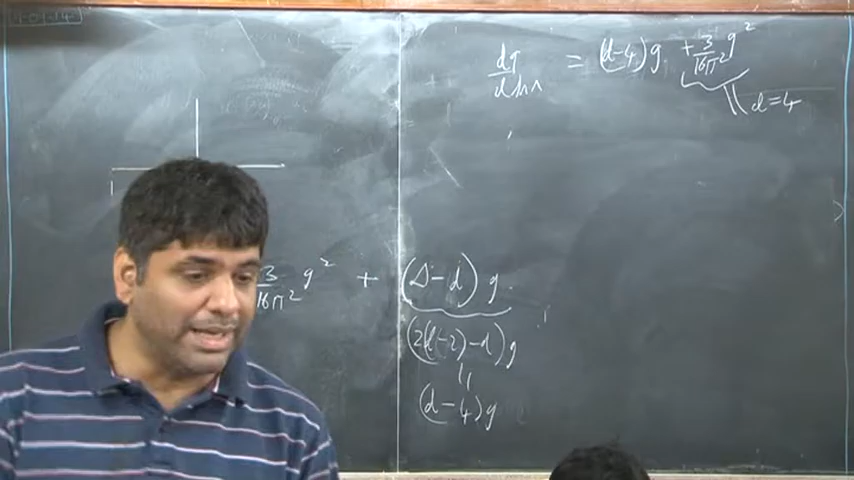 dg/d ln Λ = (d-4) g + 3/16π² g²
d=4
3/16π² g² + (Δ-d) g
(2(d-2)-d) g
(d-4) g